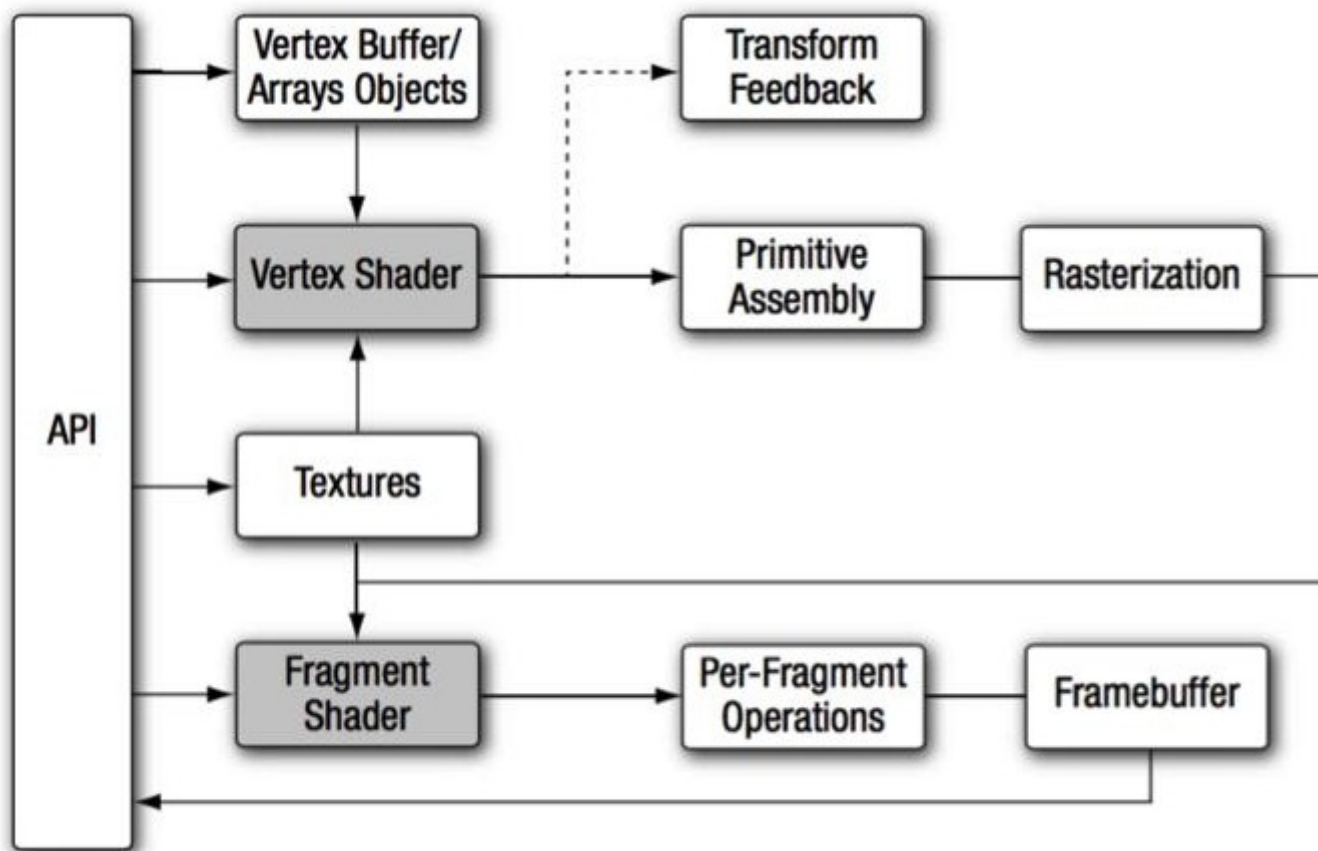 API
Vertex Buffer/
Arrays Objects
Transform
Feedback
Vertex Shader
Primitive
Assembly
Rasterization
Textures
Fragment
Shader
Per-Fragment
Operations
Framebuffer